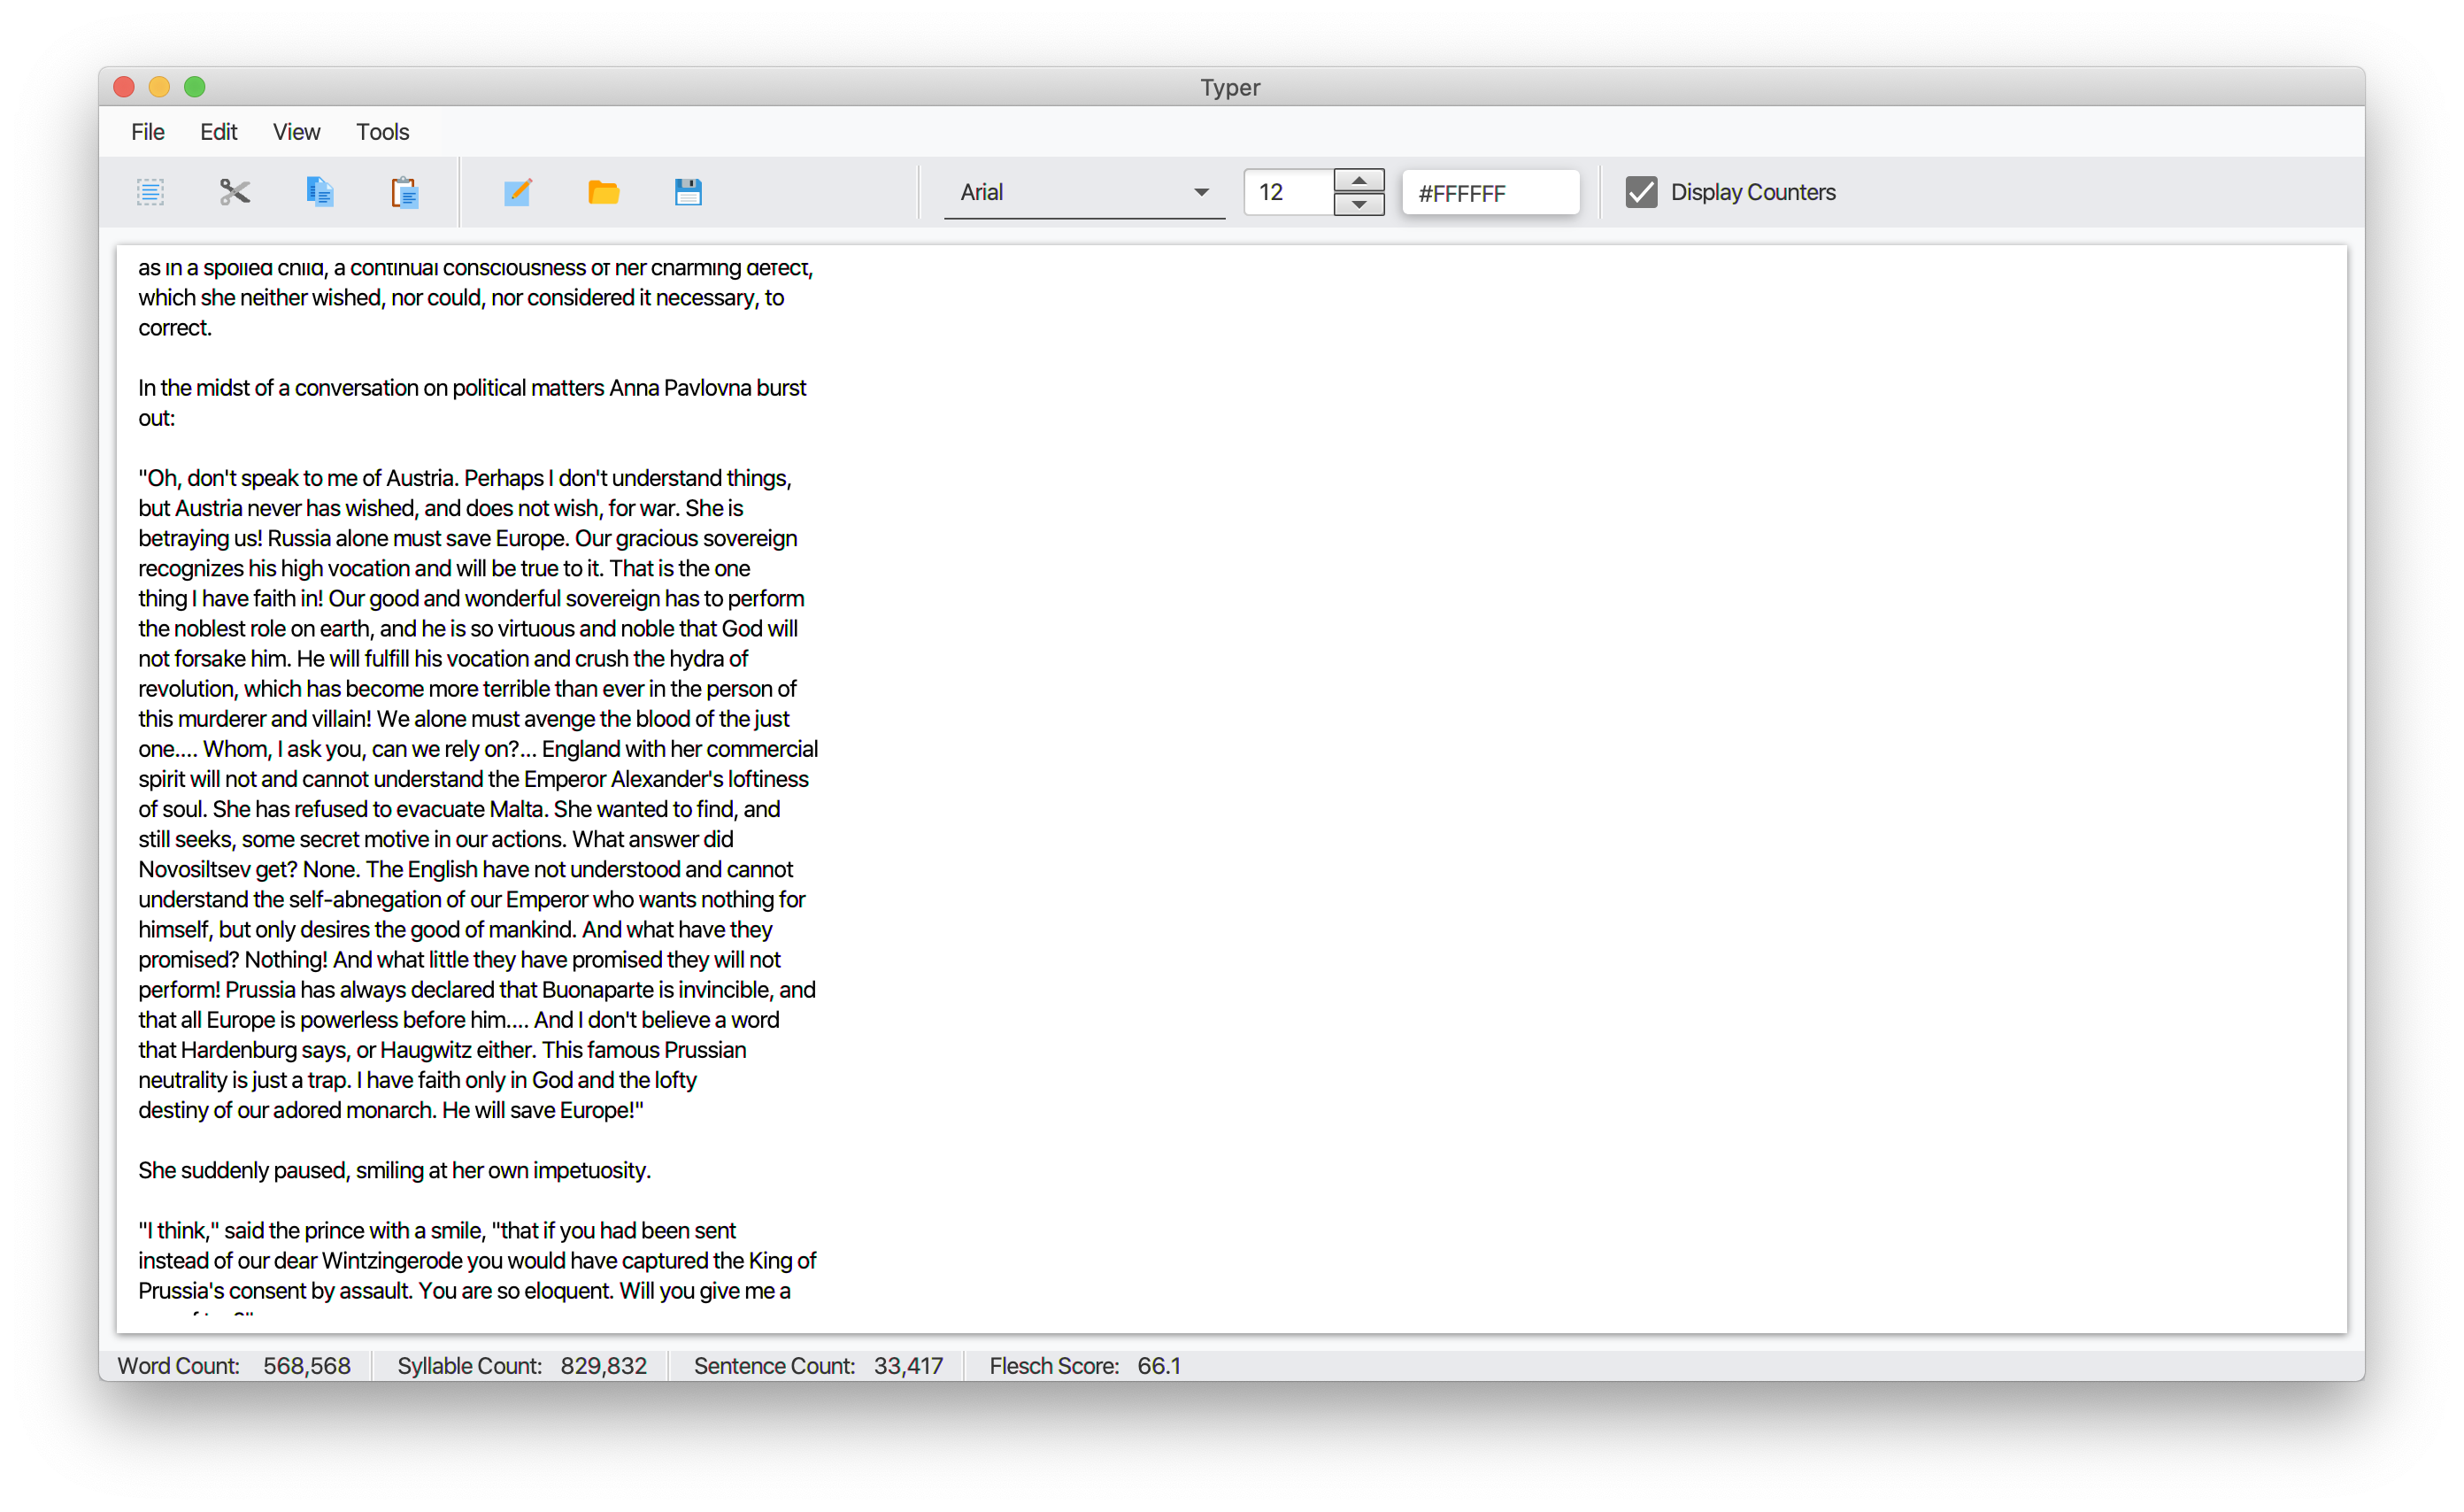 Typer
File Edit View Tools
Arial 12 #FFFFFF Display Counters
as in a spoiled child, a continual consciousness of her charming defect,
which she neither wished, nor could, nor considered it necessary, to
correct.
In the midst of a conversation on political matters Anna Pavlovna burst
out:
"Oh, don't speak to me of Austria. Perhaps I don't understand things,
but Austria never has wished, and does not wish, for war. She is
betraying us! Russia alone must save Europe. Our gracious sovereign
recognizes his high vocation and will be true to it. That is the one
thing I have faith in! Our good and wonderful sovereign has to perform
the noblest role on earth, and he is so virtuous and noble that God will
not forsake him. He will fulfill his vocation and crush the hydra of
revolution, which has become more terrible than ever in the person of
this murderer and villain! We alone must avenge the blood of the just
one.... Whom, I ask you, can we rely on?... England with her commercial
spirit will not and cannot understand the Emperor Alexander's loftiness
of soul. She has refused to evacuate Malta. She wanted to find, and
still seeks, some secret motive in our actions. What answer did
Novosiltsev get? None. The English have not understood and cannot
understand the self-abnegation of our Emperor who wants nothing for
himself, but only desires the good of mankind. And what have they
promised? Nothing! And what little they have promised they will not
perform! Prussia has always declared that Buonaparte is invincible, and
that all Europe is powerless before him.... And I don't believe a word
that Hardenburg says, or Haugwitz either. This famous Prussian
neutrality is just a trap. I have faith only in God and the lofty
destiny of our adored monarch. He will save Europe!"
She suddenly paused, smiling at her own impetuosity.
"I think," said the prince with a smile, "that if you had been sent
instead of our dear Wintzingerode you would have captured the King of
Prussia's consent by assault. You are so eloquent. Will you give me a
Word Count: 568,568 Syllable Count: 829,832 Sentence Count: 33,417 Flesch Score: 66.1